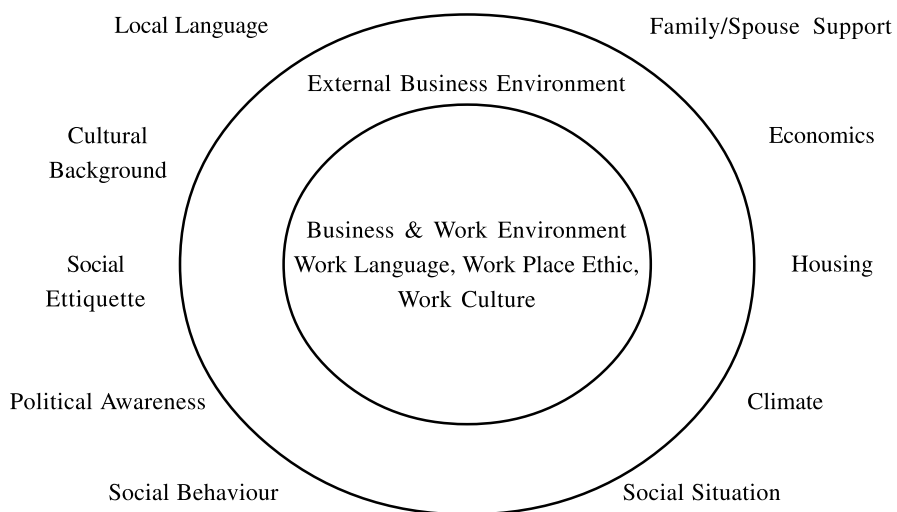 Local Language
Family/Spouse Support
External Business Environment
Cultural
Background
Economics
Business & Work Environment
Work Language, Work Place Ethic,
Work Culture
Social
Ettiquette
Housing
Political Awareness
Climate
Social Behaviour
Social Situation